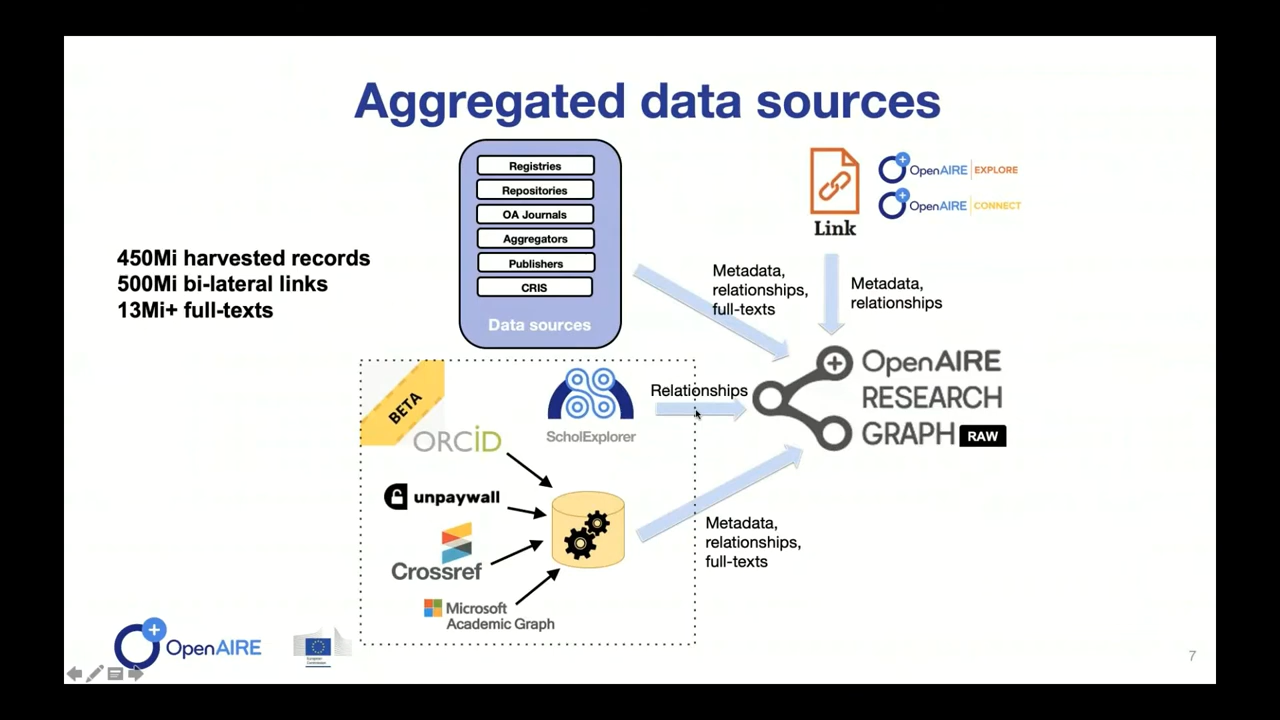 Aggregated data sources
Registries
Repositories
OA Journals
Aggregators
Publishers
CRIS
Data sources
450Mi harvested records
500Mi bi-lateral links
13Mi+ full-texts
Link
OpenAIRE EXPLORE
OpenAIRE CONNECT
Metadata,
relationships,
full-texts
Metadata,
relationships
BETA
ORCiD
ScholExplorer
Relationships
OpenAIRE
RESEARCH
GRAPH RAW
unpaywall
Crossref
Microsoft
Academic Graph
Metadata,
relationships,
full-texts
OpenAIRE
European
Commission
7